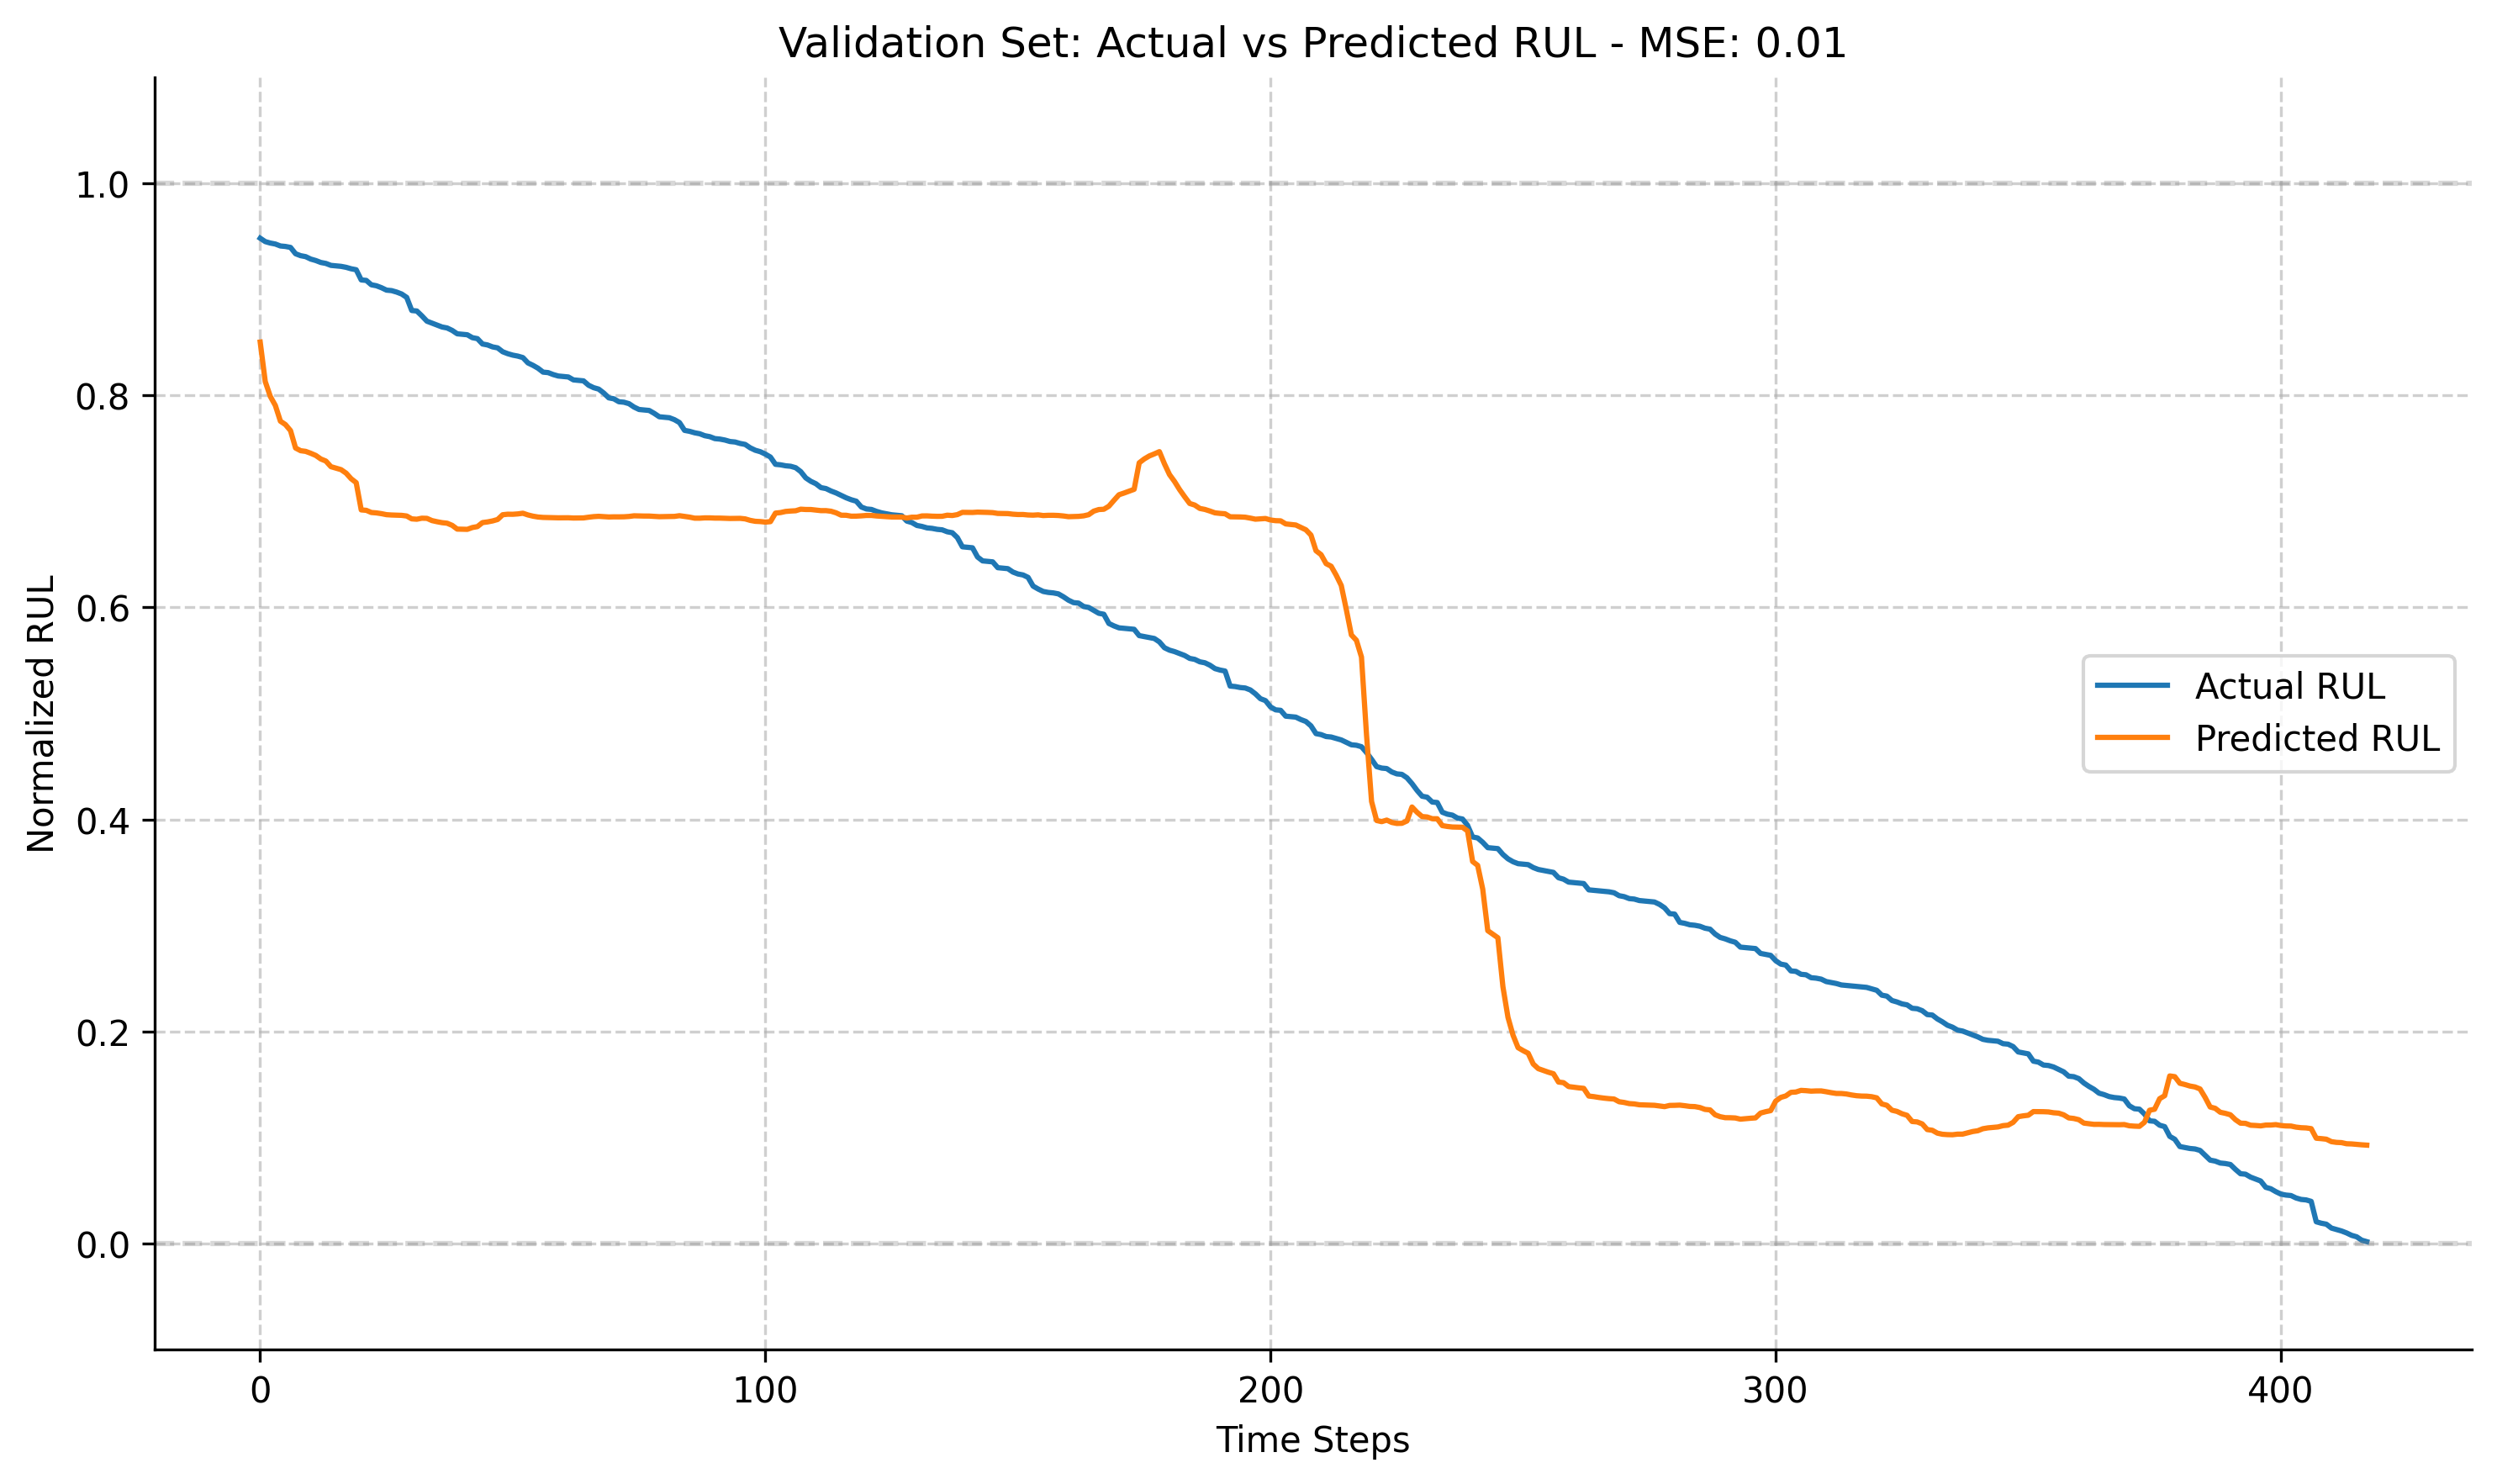 Validation Set: Actual vs Predicted RUL - MSE: 0.01
Normalized RUL
1.0
0.8
0.6
0.4
0.2
0.0
Actual RUL
Predicted RUL
0 100 200 300 400
Time Steps